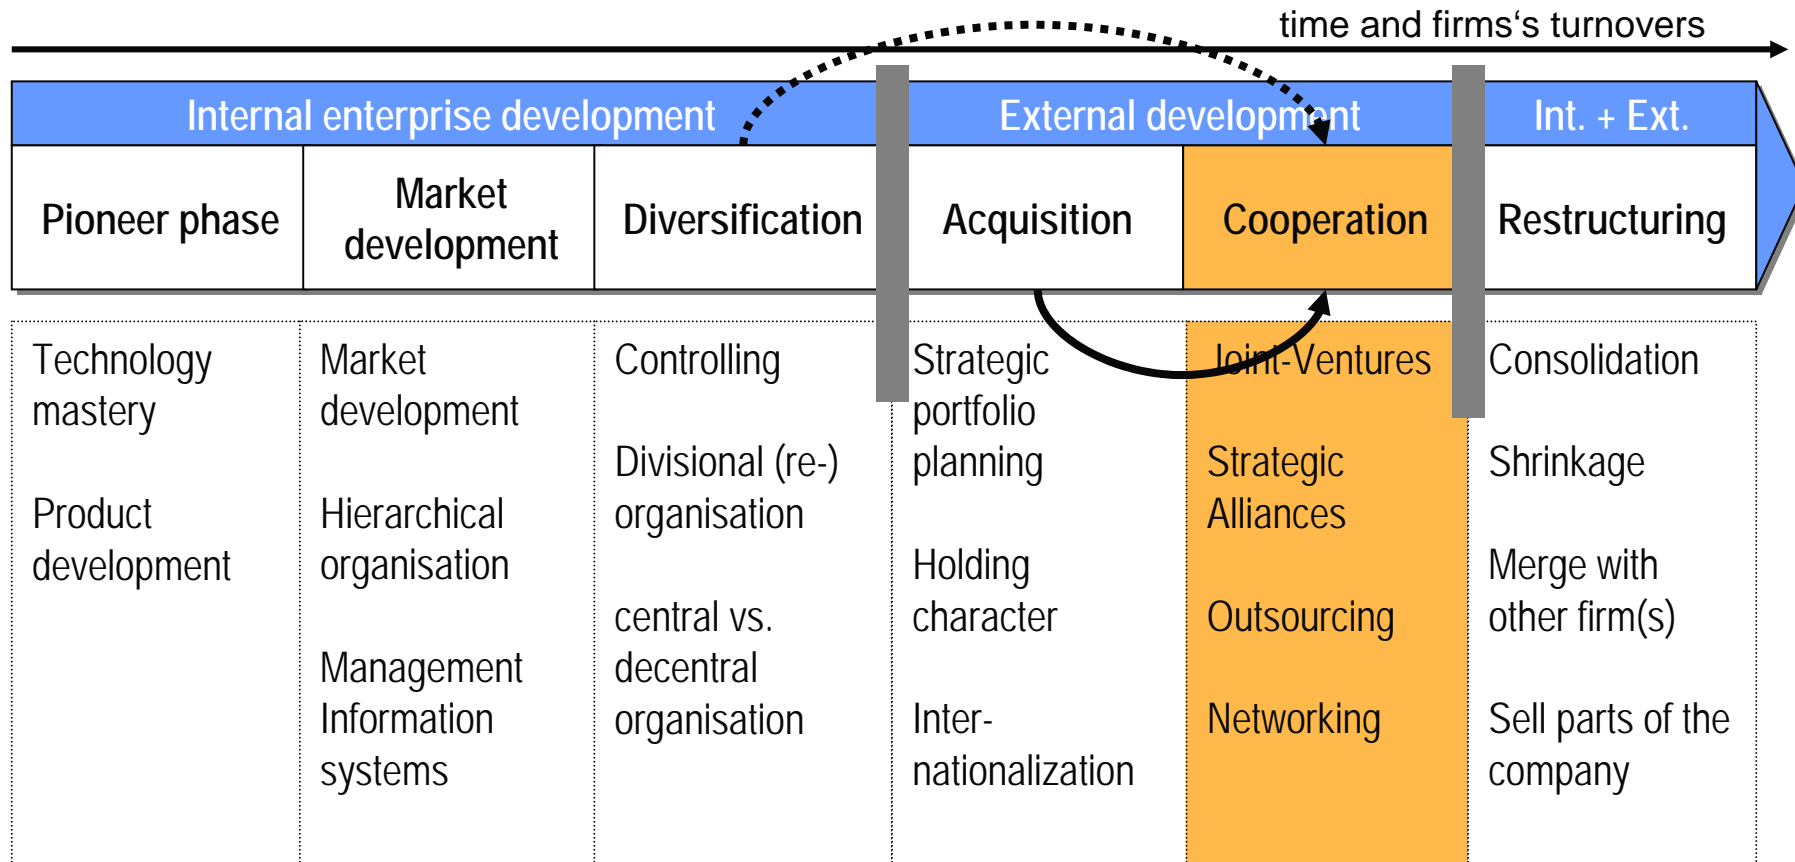 time and firms‘s turnovers
Internal enterprise development
External development
Int. + Ext.
Pioneer phase
Market
development
Diversification
Acquisition
Cooperation
Restructuring
Technology
mastery
Product
development
Market
development
Hierarchical
organisation
Management
Information
systems
Controlling
Divisional (re-)
organisation
central vs.
decentral
organisation
Strategic
portfolio
planning
Holding
character
Inter-
nationalization
Joint-Ventures
Strategic
Alliances
Outsourcing
Networking
Consolidation
Shrinkage
Merge with
other firm(s)
Sell parts of the
company